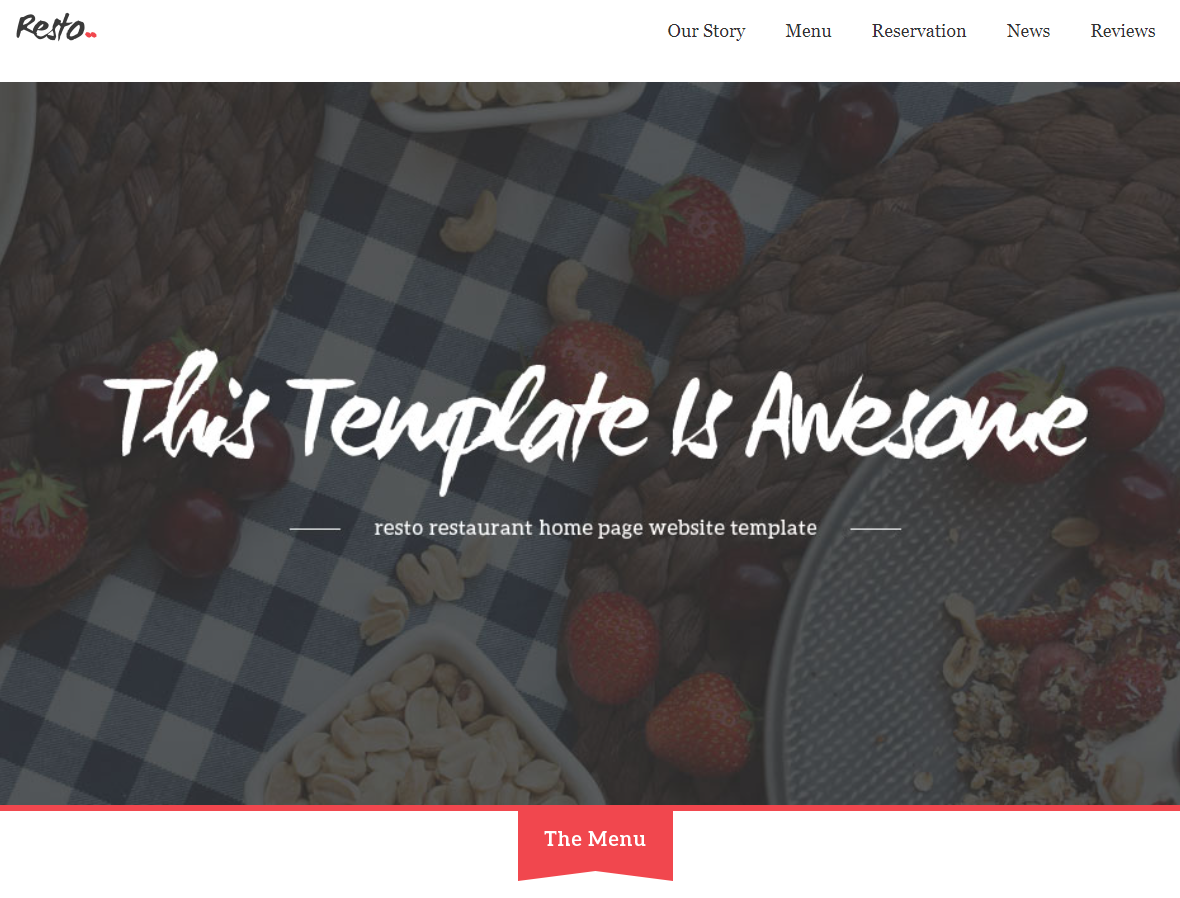 Resto
Our Story Menu Reservation News Reviews
This Template Is Awesome
resto restaurant home page website template
The Menu